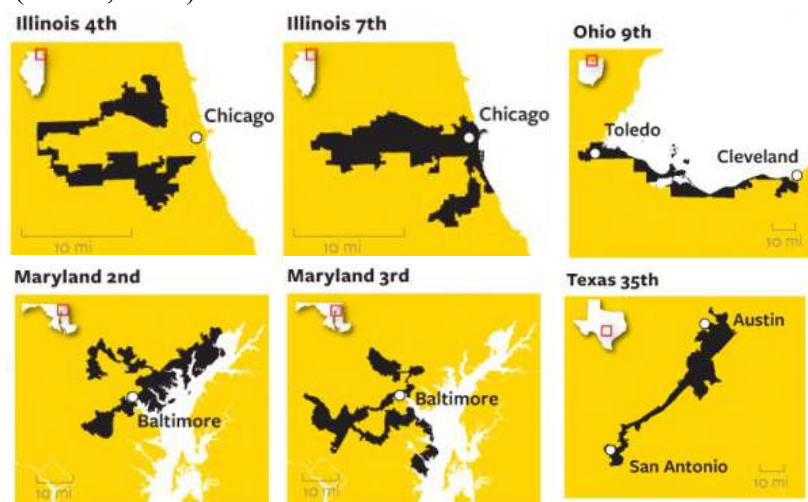 Illinois 4th
Illinois 7th
Ohio 9th
Chicago
Chicago
Toledo
Cleveland
10 mi
10 mi
10 mi
Maryland 2nd
Maryland 3rd
Texas 35th
Baltimore
Baltimore
Austin
San Antonio
10 mi
10 mi
10 mi